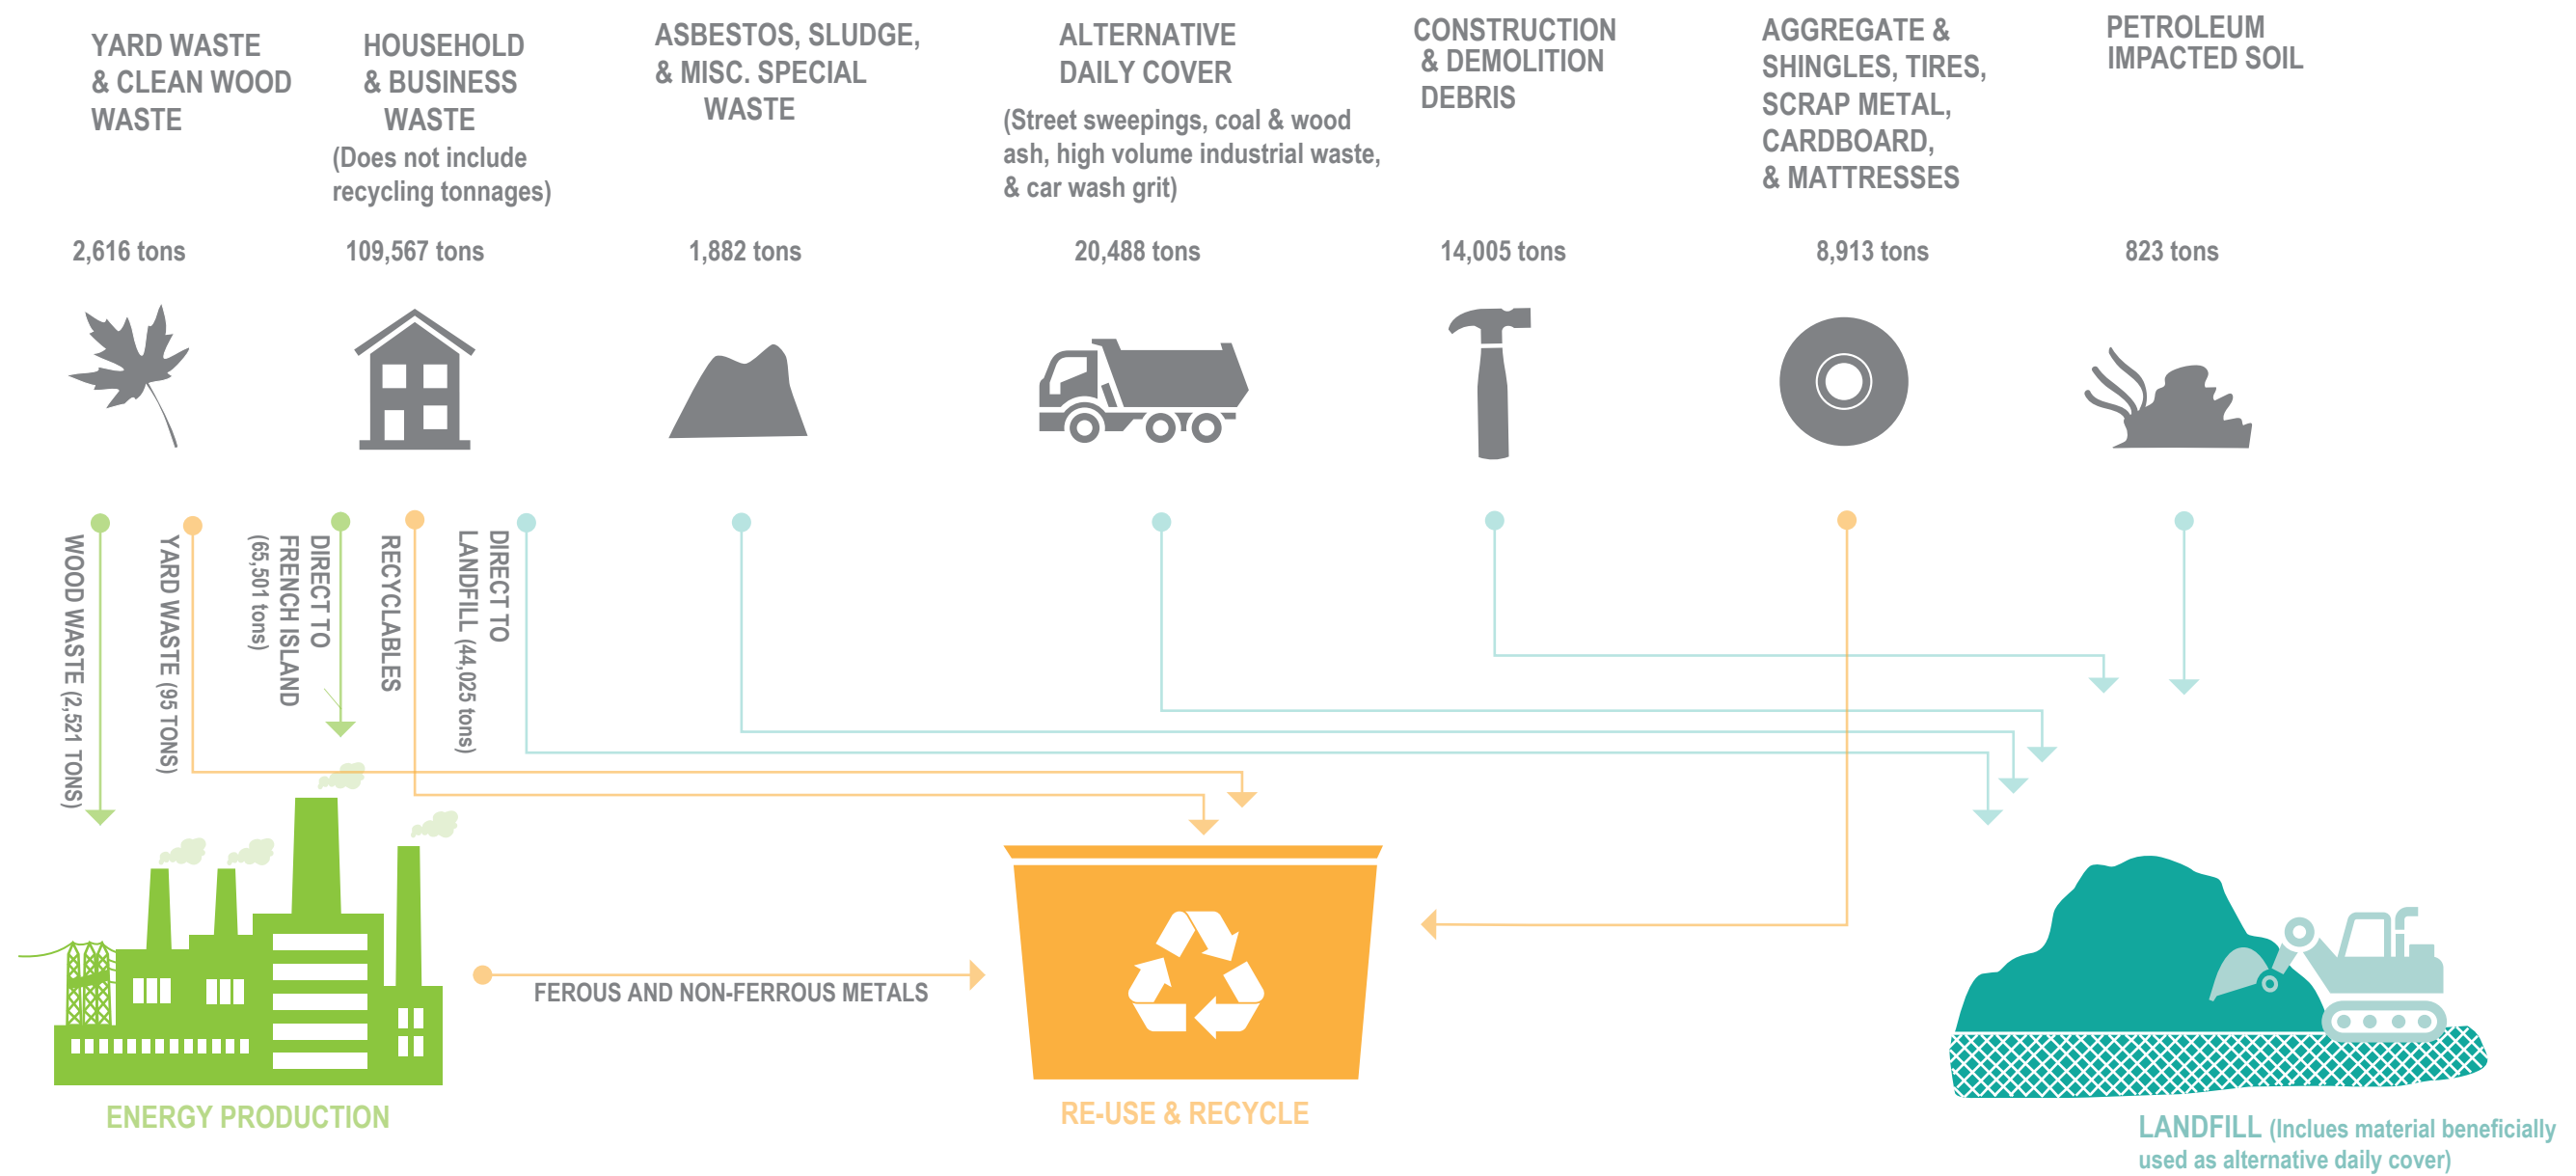 YARD WASTE
& CLEAN WOOD
WASTE
2,616 tons
HOUSEHOLD
& BUSINESS
WASTE
(Does not include
recycling tonnages)
109,567 tons
ASBESTOS, SLUDGE,
& MISC. SPECIAL
WASTE
1,882 tons
ALTERNATIVE
DAILY COVER
(Street sweepings, coal & wood
ash, high volume industrial waste,
& car wash grit)
20,488 tons
CONSTRUCTION
& DEMOLITION
DEBRIS
14,005 tons
AGGREGATE &
SHINGLES, TIRES,
SCRAP METAL,
CARDBOARD,
& MATTRESSES
8,913 tons
PETROLEUM
IMPACTED SOIL
823 tons
WOOD WASTE (2,521 TONS)
YARD WASTE (95 TONS)
DIRECT TO
FRENCH ISLAND
(65,501 tons)
RECYCLABLES
DIRECT TO
LANDFILL (44,025 tons)
FEROUS AND NON-FERROUS METALS
ENERGY PRODUCTION
RE-USE & RECYCLE
LANDFILL (Inclues material beneficially
used as alternative daily cover)